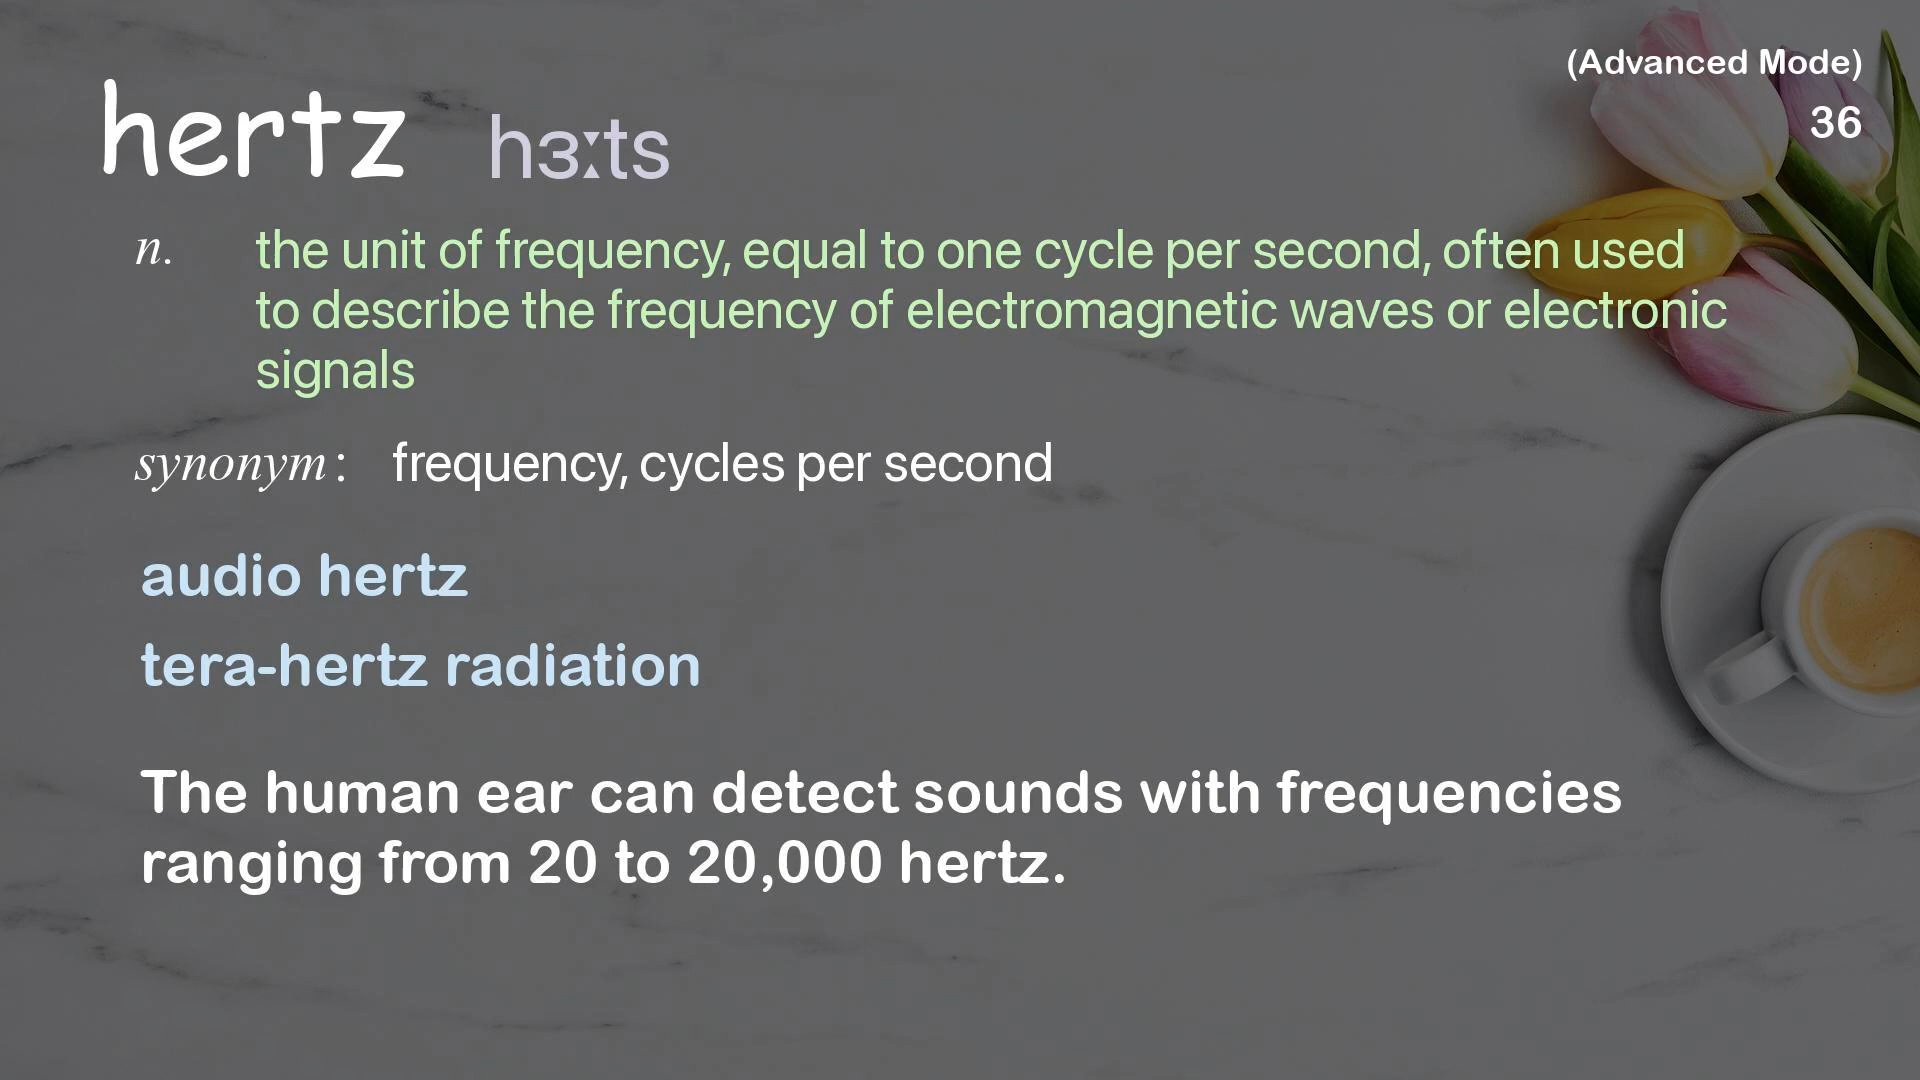 (Advanced Mode)
36
hertz hɜːts
n. the unit of frequency, equal to one cycle per second, often used
to describe the frequency of electromagnetic waves or electronic
signals
synonym: frequency, cycles per second
audio hertz
tera-hertz radiation
The human ear can detect sounds with frequencies
ranging from 20 to 20,000 hertz.